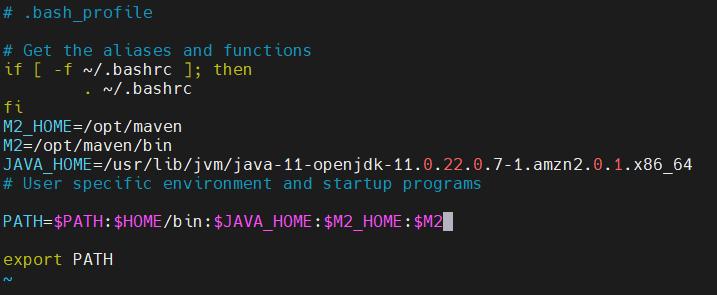 # .bash_profile
# Get the aliases and functions
if [ -f ~/.bashrc ]; then
        . ~/.bashrc
fi
M2_HOME=/opt/maven
M2=/opt/maven/bin
JAVA_HOME=/usr/lib/jvm/java-11-openjdk-11.0.22.0.7-1.amzn2.0.1.x86_64
# User specific environment and startup programs
PATH=$PATH:$HOME/bin:$JAVA_HOME:$M2_HOME:$M2
export PATH
~